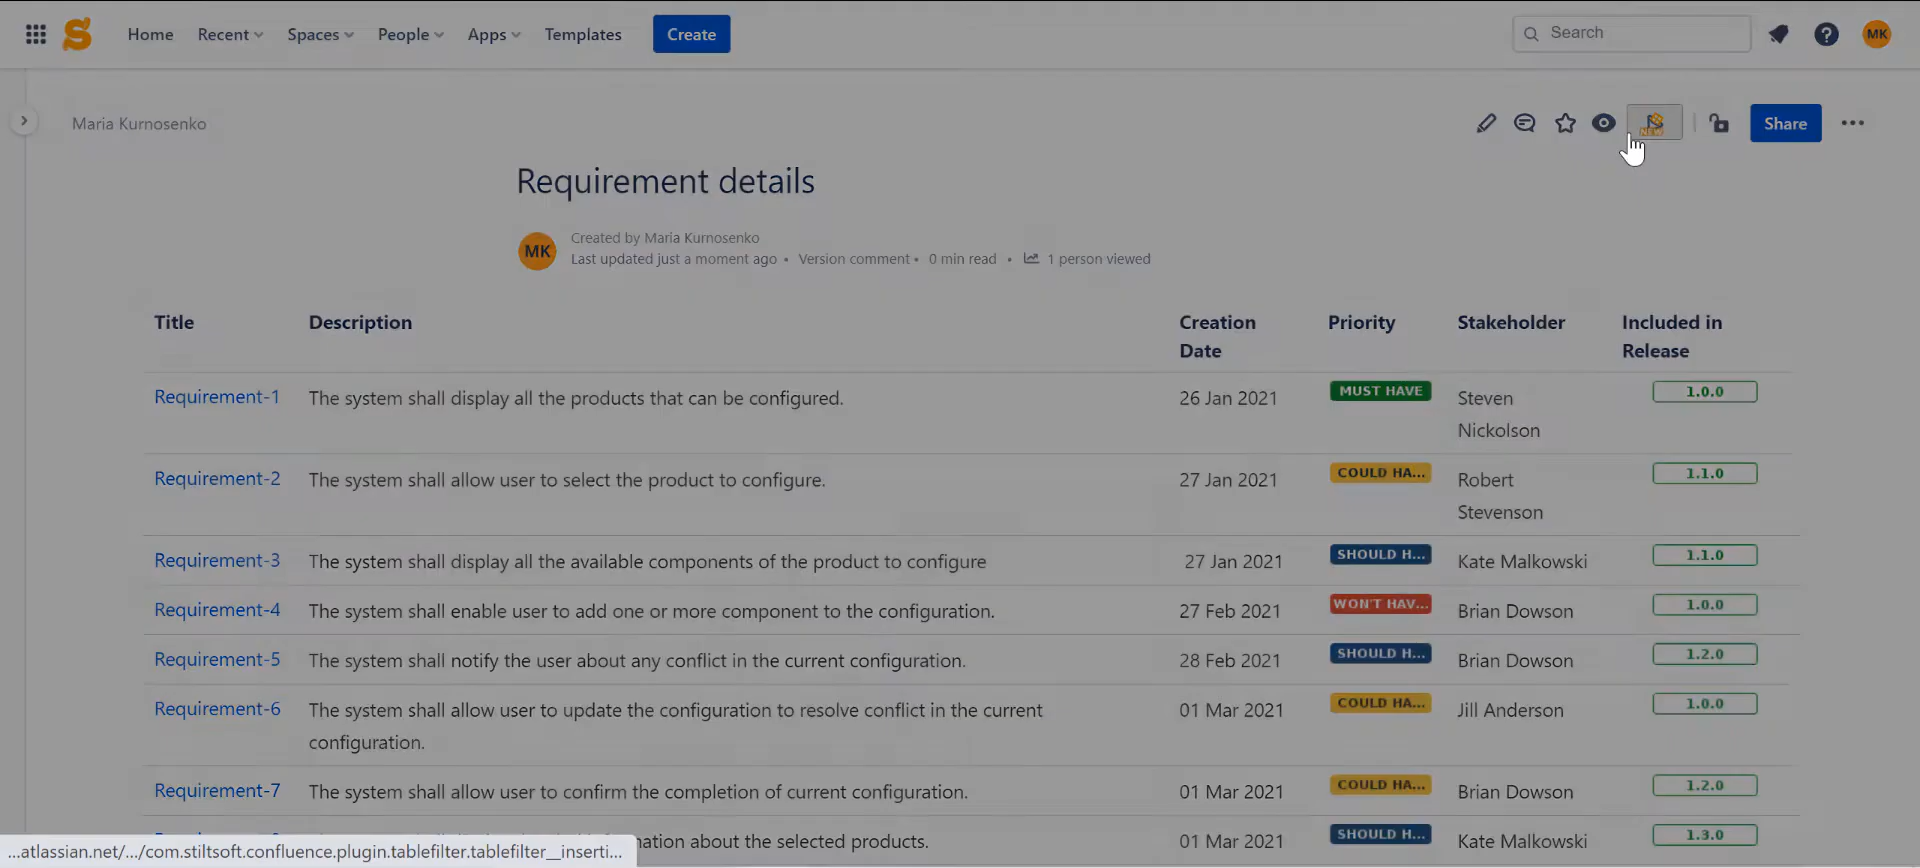 Home Recent Spaces People Apps Templates Create Search MK
Maria Kurnosenko NEW Share
Requirement details
MK
Created by Maria Kurnosenko
Last updated just a moment ago • Version comment • 0 min read • 1 person viewed
Title Description Creation Date Priority Stakeholder Included in Release
Requirement-1 The system shall display all the products that can be configured. 26 Jan 2021 MUST HAVE Steven Nickolson 1.0.0
Requirement-2 The system shall allow user to select the product to configure. 27 Jan 2021 COULD HA... Robert Stevenson 1.1.0
Requirement-3 The system shall display all the available components of the product to configure 27 Jan 2021 SHOULD H... Kate Malkowski 1.1.0
Requirement-4 The system shall enable user to add one or more component to the configuration. 27 Feb 2021 WON'T HAV... Brian Dowson 1.0.0
Requirement-5 The system shall notify the user about any conflict in the current configuration. 28 Feb 2021 SHOULD H... Brian Dowson 1.2.0
Requirement-6 The system shall allow user to update the configuration to resolve conflict in the current configuration. 01 Mar 2021 COULD HA... Jill Anderson 1.0.0
Requirement-7 The system shall allow user to confirm the completion of current configuration. 01 Mar 2021 COULD HA... Brian Dowson 1.2.0
about the selected products. 01 Mar 2021 SHOULD H... Kate Malkowski 1.3.0
...atlassian.net/.../com.stiltsoft.confluence.plugin.tablefilter.tablefilter__inserti...